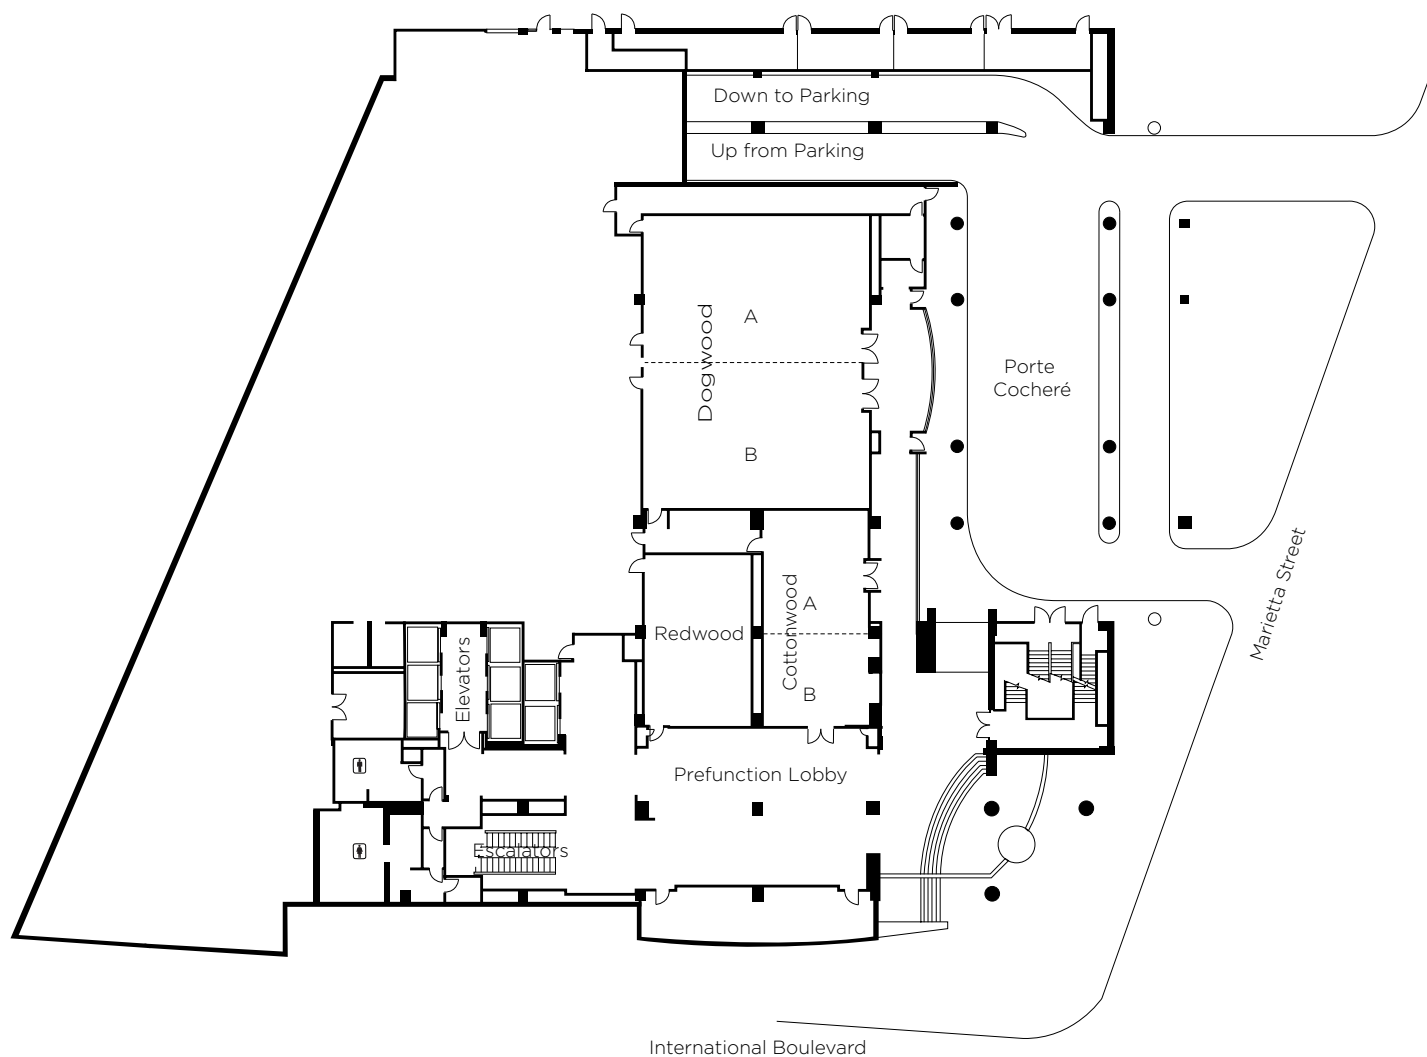 Down to Parking
Up from Parking
Dogwood
A
B
Porte
Cocheré
Marietta Street
Redwood
Cottonwood
A
B
Elevators
Prefunction Lobby
Escalators
International Boulevard